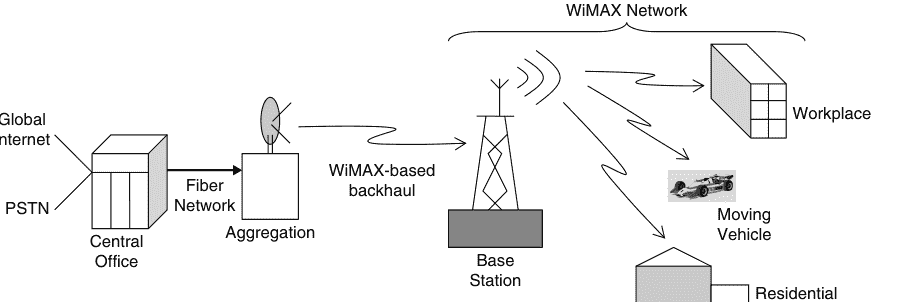 WiMAX Network
Global
nternet
PSTN
Central
Office
Fiber
Network
Aggregation
WiMAX-based
backhaul
Base
Station
Workplace
Moving
Vehicle
Residential